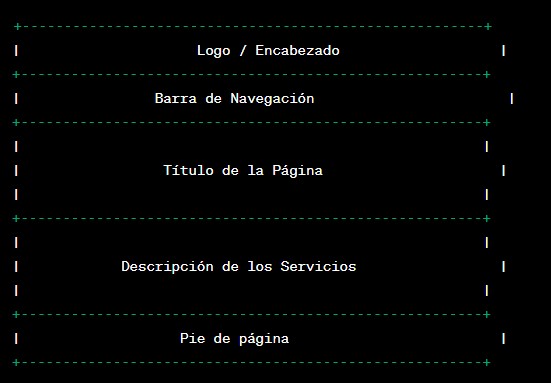 +-------------------------------------------------------+
| Logo / Encabezado |
+-------------------------------------------------------+
| Barra de Navegación |
+-------------------------------------------------------+
| |
| Título de la Página |
| |
+-------------------------------------------------------+
| |
| Descripción de los Servicios |
| |
+-------------------------------------------------------+
| Pie de página |
+-------------------------------------------------------+